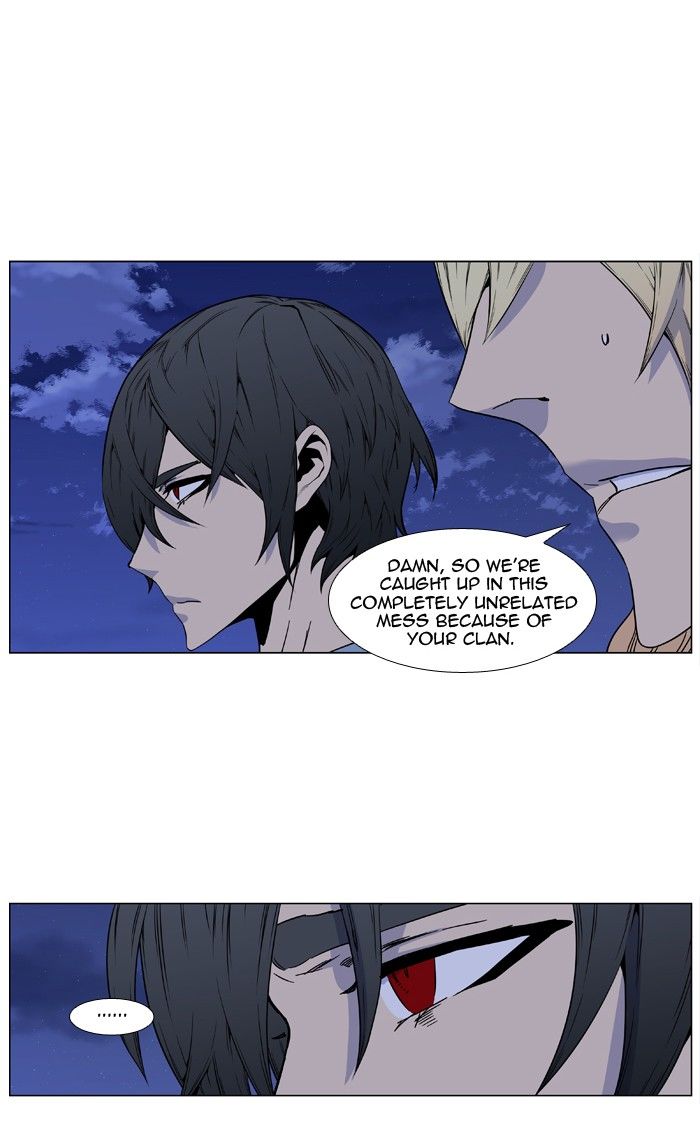 DAMN, SO WE'RE
CAUGHT UP IN THIS
COMPLETELY UNRELATED
MESS BECAUSE OF
YOUR CLAN.
......